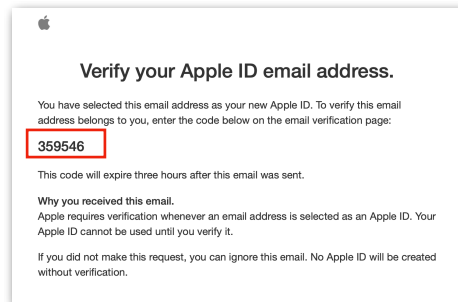 Verify your Apple ID email address.
You have selected this email address as your new Apple ID. To verify this email
address belongs to you, enter the code below on the email verification page:
359546
This code will expire three hours after this email was sent.
Why you received this email.
Apple requires verification whenever an email address is selected as an Apple ID. Your
Apple ID cannot be used until you verify it.
If you did not make this request, you can ignore this email. No Apple ID will be created
without verification.